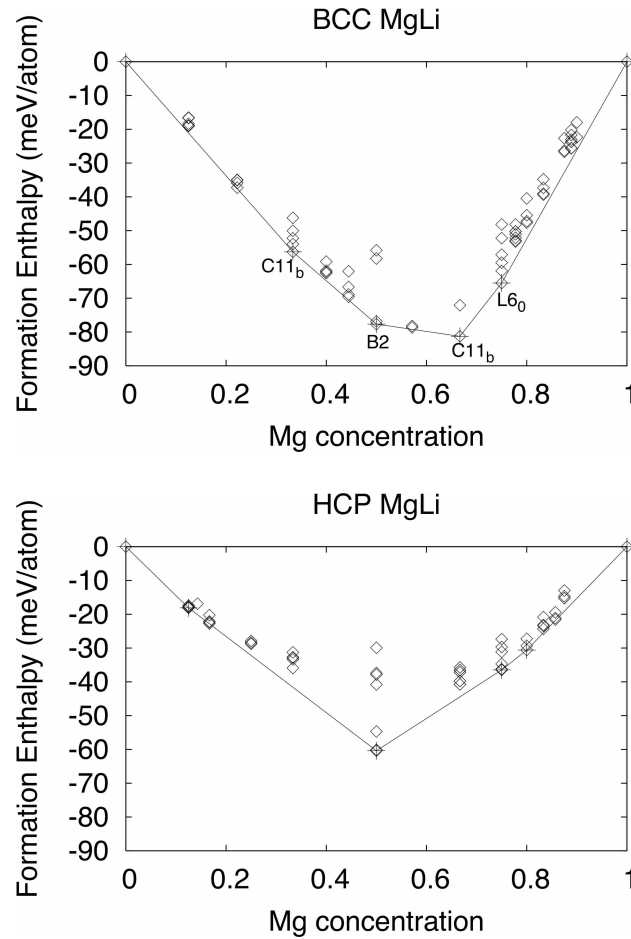 BCC MgLi
Formation Enthalpy (meV/atom)
0
-10
-20
-30
-40
-50
-60
-70
-80
-90
C11b
B2
C11b
L60
0 0.2 0.4 0.6 0.8 1
Mg concentration
HCP MgLi
Formation Enthalpy (meV/atom)
0
-10
-20
-30
-40
-50
-60
-70
-80
-90
0 0.2 0.4 0.6 0.8 1
Mg concentration